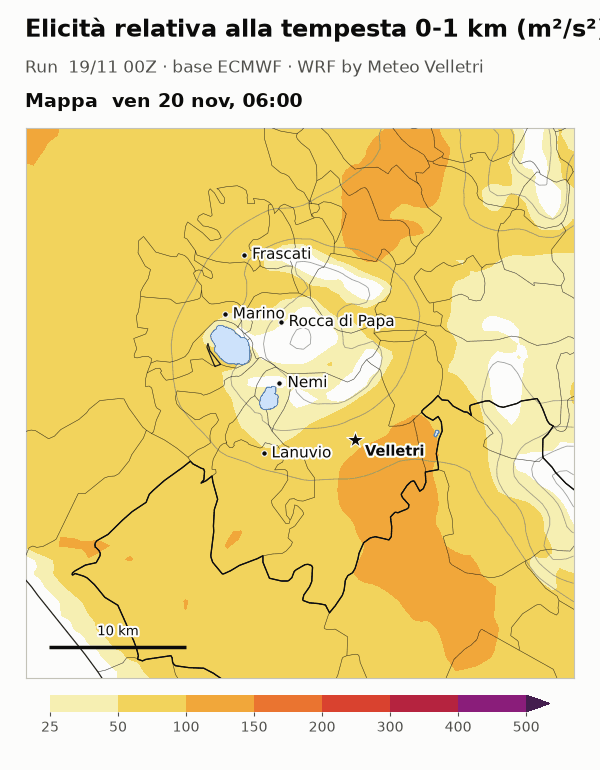 Elicità relativa alla tempesta 0-1 km (m²/s²)
Run 19/11 00Z · base ECMWF · WRF by Meteo Velletri
Mappa ven 20 nov, 06:00
Frascati
Marino
Rocca di Papa
Nemi
Velletri
Lanuvio
10 km
25 50 100 150 200 300 400 500